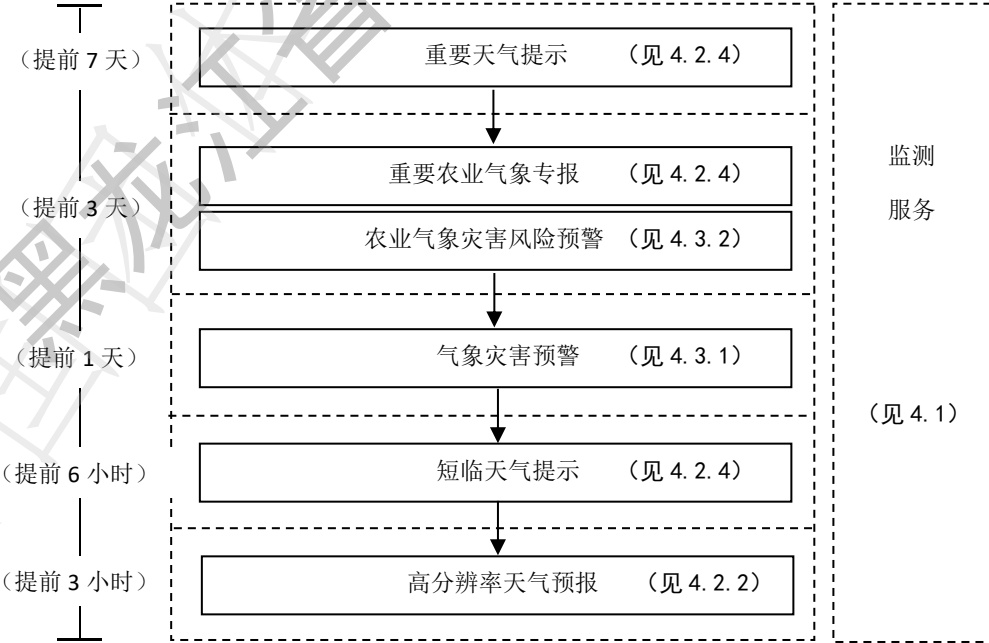 （提前 7 天）
重要天气提示 （见 4.2.4）
重要农业气象专报 （见 4.2.4）
（提前 3 天）
农业气象灾害风险预警 （见 4.3.2）
（提前 1 天）
气象灾害预警 （见 4.3.1）
（提前 6 小时）
短临天气提示 （见 4.2.4）
（提前 3 小时）
高分辨率天气预报 （见 4.2.2）
监测
服务
（见 4.1）
黑龙江省